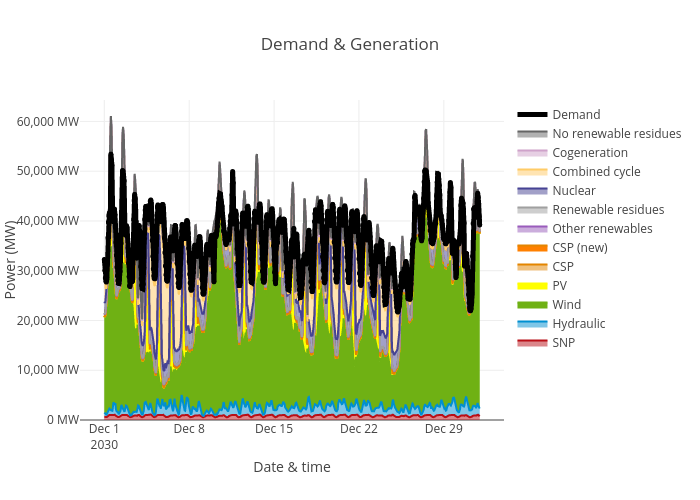 Demand & Generation
60,000 MW
50,000 MW
40,000 MW
30,000 MW
20,000 MW
10,000 MW
0 MW
Power (MW)
Dec 1
2030
Dec 8
Dec 15
Dec 22
Dec 29
Date & time
Demand
No renewable residues
Cogeneration
Combined cycle
Nuclear
Renewable residues
Other renewables
CSP (new)
CSP
PV
Wind
Hydraulic
SNP